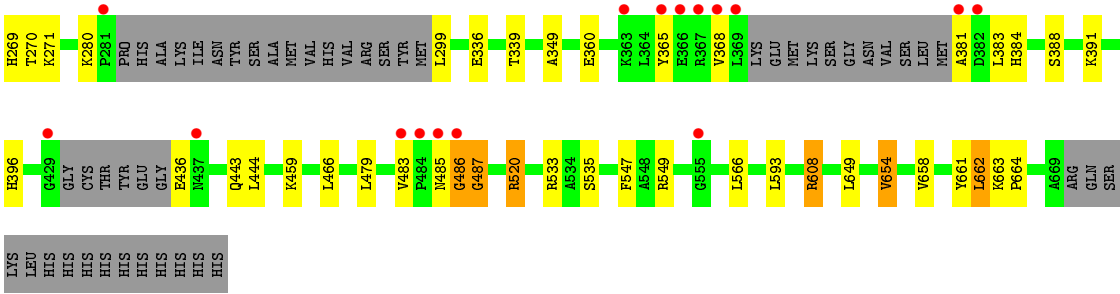 H269 T270 K271 K280 P281 PRO HIS ALA LYS ILE ASN TYR SER ALA MET VAL HIS VAL ARG SER TYR MET L299 E336 T339 A349 E360 K363 L364 Y365 E366 R367 V368 L369 LYS GLU MET LYS SER GLY ASN VAL SER LEU MET A381 D382 L383 H384 S388 K391
H396 G429 GLY CYS THR TYR GLU GLY E436 N437 Q443 L444 K459 L466 L479 V483 P484 N485 G486 G487 R520 R533 A534 S535 F547 A548 R549 G555 L566 L593 R608 L649 V654 V658 Y661 L662 K663 P664 A669 ARG GLN SER
LYS LEU HIS HIS HIS HIS HIS HIS HIS HIS HIS HIS